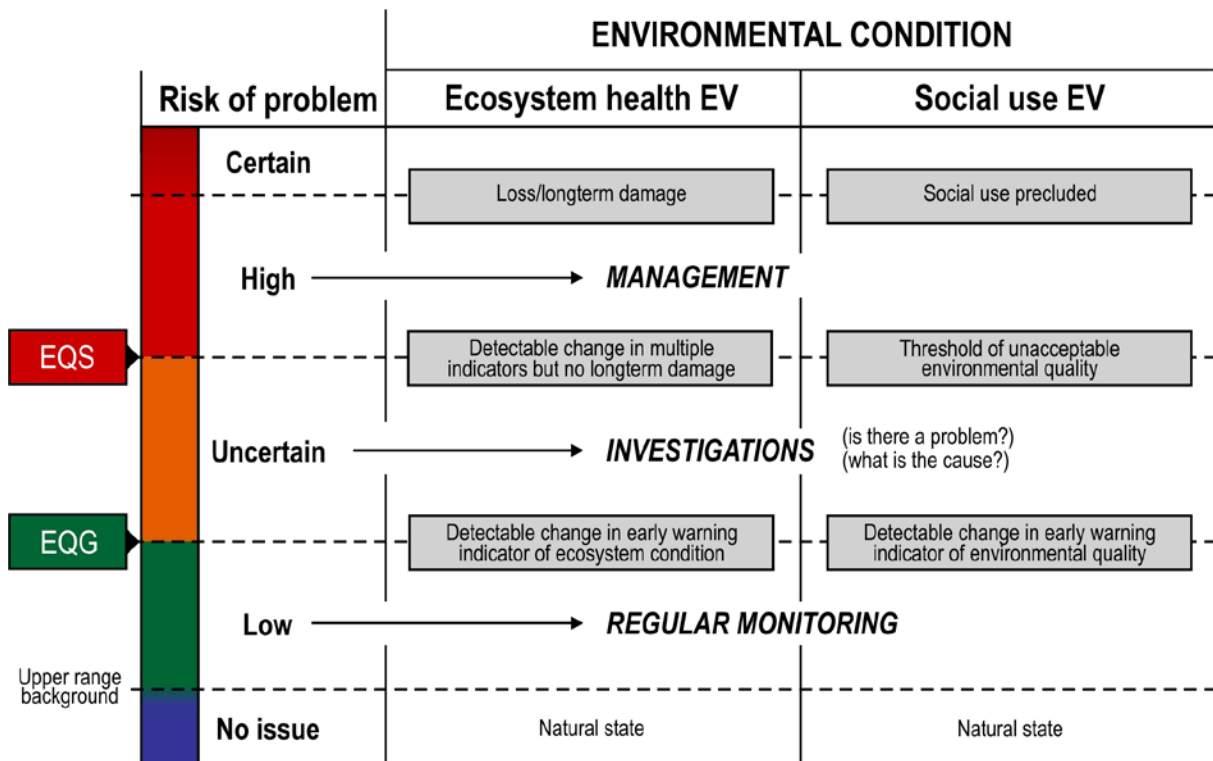 ENVIRONMENTAL CONDITION
Risk of problem
Ecosystem health EV
Social use EV
Certain
Loss/longterm damage
Social use precluded
High
MANAGEMENT
EQS
Detectable change in multiple
indicators but no longterm damage
Threshold of unacceptable
environmental quality
Uncertain
INVESTIGATIONS
(is there a problem?)
(what is the cause?)
EQG
Detectable change in early warning
indicator of ecosystem condition
Detectable change in early warning
indicator of environmental quality
Low
REGULAR MONITORING
Upper range
background
No issue
Natural state
Natural state